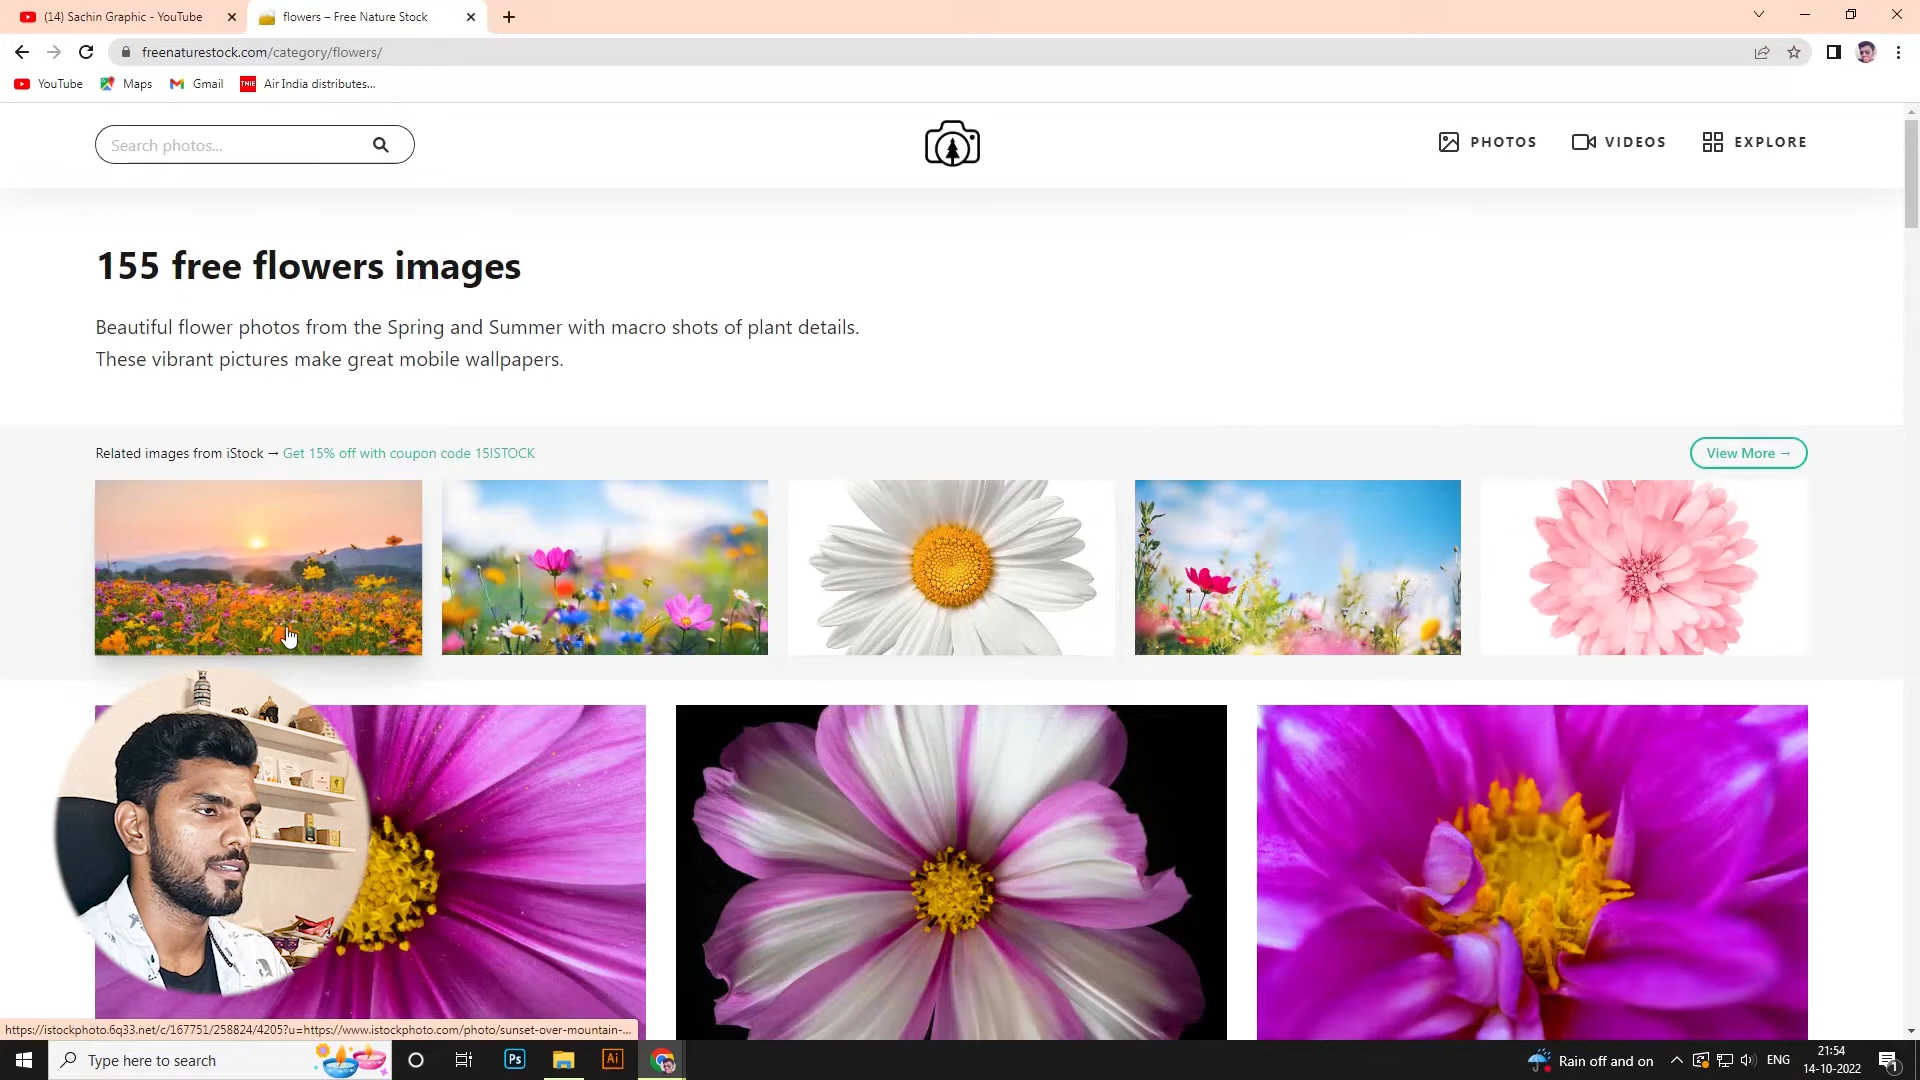 (14) Sachin Graphic - YouTube
flowers – Free Nature Stock
freenaturestock.com/category/flowers/
YouTube
Maps
Gmail
TNIE
Air India distributes...
Search photos...
PHOTOS
VIDEOS
EXPLORE
155 free flowers images
Beautiful flower photos from the Spring and Summer with macro shots of plant details.
These vibrant pictures make great mobile wallpapers.
Related images from iStock → Get 15% off with coupon code 15ISTOCK
View More →
https://istockphoto.6q33.net/c/167751/258824/4205?u=https://www.istockphoto.com/photo/sunset-over-mountain-...
Type here to search
Ps
Ai
Rain off and on
ENG
21:54
14-10-2022
1